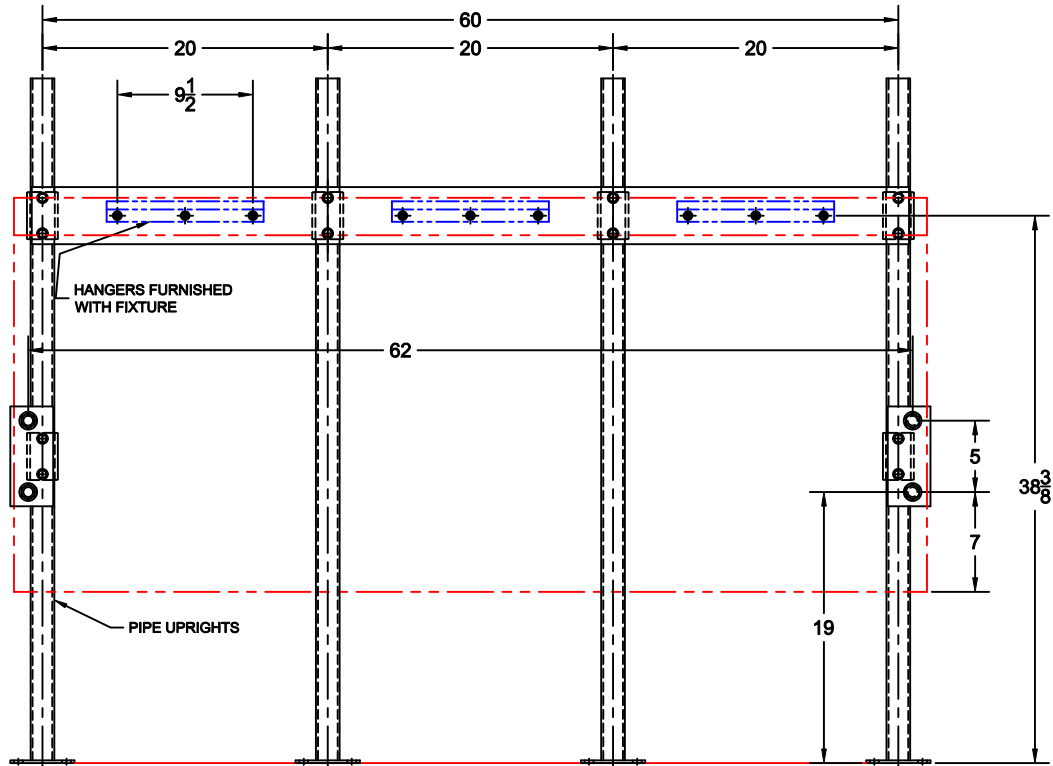 60
20 20 20
9 1/2
HANGERS FURNISHED
WITH FIXTURE
62
5
38 3/8
7
19
PIPE UPRIGHTS